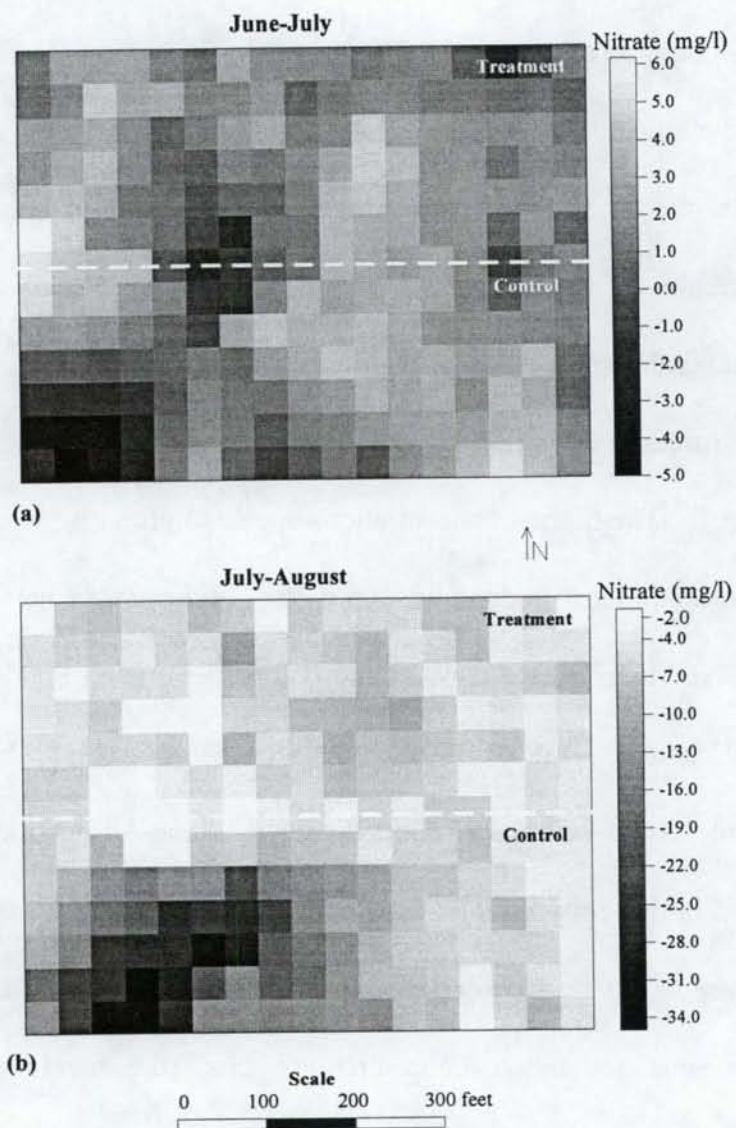 June-July
Nitrate (mg/l)
Treatment
Control
6.0
5.0
4.0
3.0
2.0
1.0
0.0
-1.0
-2.0
-3.0
-4.0
-5.0
(a)
N
July-August
Nitrate (mg/l)
Treatment
Control
-2.0
-4.0
-7.0
-10.0
-13.0
-16.0
-19.0
-22.0
-25.0
-28.0
-31.0
-34.0
(b)
Scale
0 100 200 300 feet